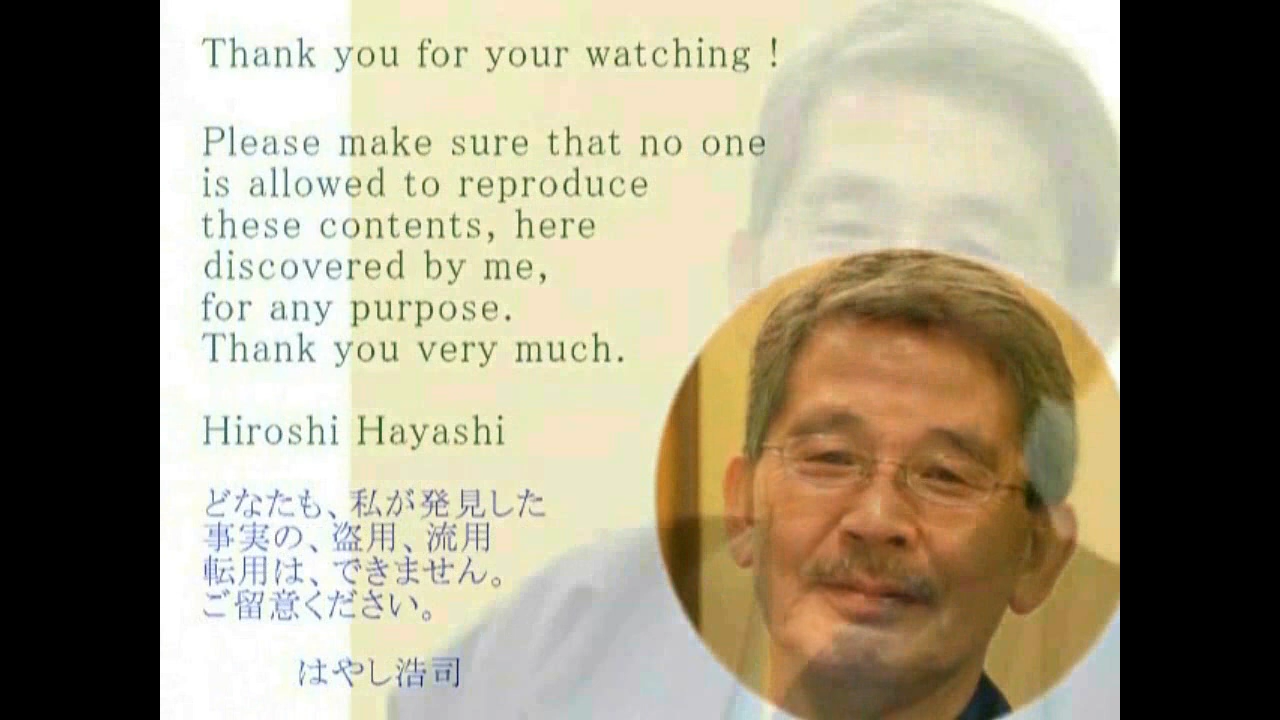 Thank you for your watching !
Please make sure that no one
is allowed to reproduce
these contents, here
discovered by me,
for any purpose.
Thank you very much.
Hiroshi Hayashi
どなたも、私が発見した
事実の、盗用、流用
転用は、できません。
ご留意ください。
はやし浩司